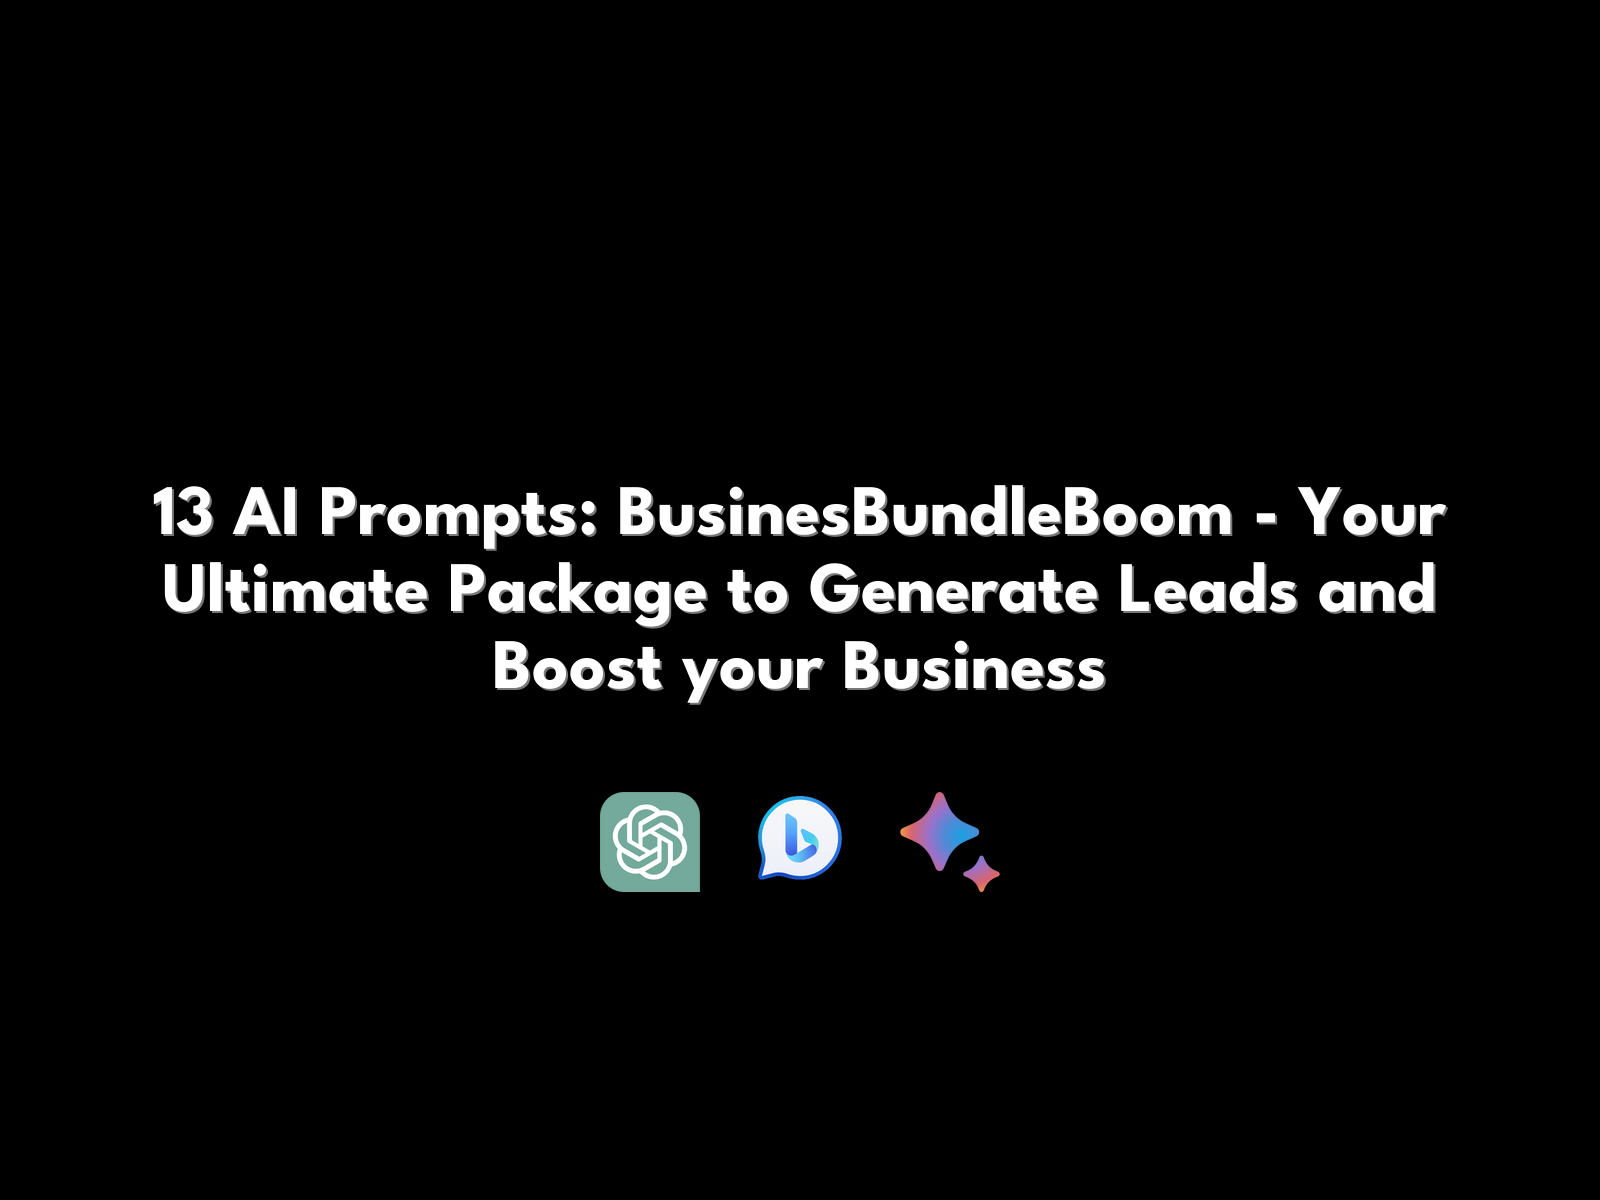 13 AI Prompts: BusinesBundleBoom - Your
Ultimate Package to Generate Leads and
Boost your Business